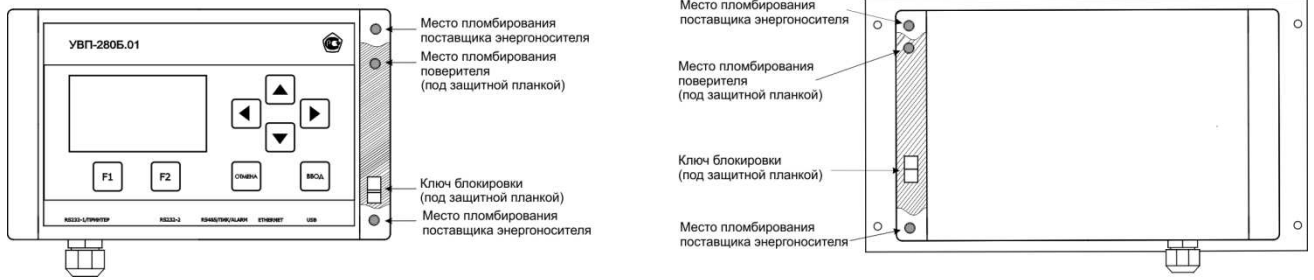 УВП-280Б.01
F1
F2
ОТМЕНА
ВВОД
RS232-1/ПРИНТЕР
RS232-2
RS485/ПИК/ALARM
ETHERNET
USB
Место пломбирования
поставщика энергоносителя
Место пломбирования
поверителя
(под защитной планкой)
Ключ блокировки
(под защитной планкой)
Место пломбирования
поставщика энергоносителя
Место пломбирования
поставщика энергоносителя
Место пломбирования
поверителя
(под защитной планкой)
Ключ блокировки
(под защитной планкой)
Место пломбирования
поставщика энергоносителя